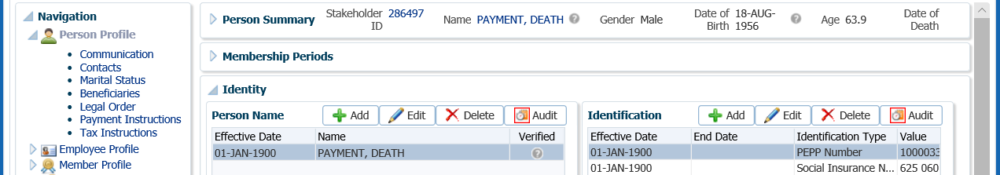 Navigation
Person Profile
Communication
Contacts
Marital Status
Beneficiaries
Legal Order
Payment Instructions
Tax Instructions
Employee Profile
Member Profile
Person Summary Stakeholder ID 286497 Name PAYMENT, DEATH Gender Male Date of Birth 18-AUG-1956 Age 63.9 Date of Death
Membership Periods
Identity
Person Name Add Edit Delete Audit
Effective Date Name Verified
01-JAN-1900 PAYMENT, DEATH
Identification Add Edit Delete Audit
Effective Date End Date Identification Type Value
01-JAN-1900 PEPP Number 1000033
01-JAN-1900 Social Insurance N... 625 060